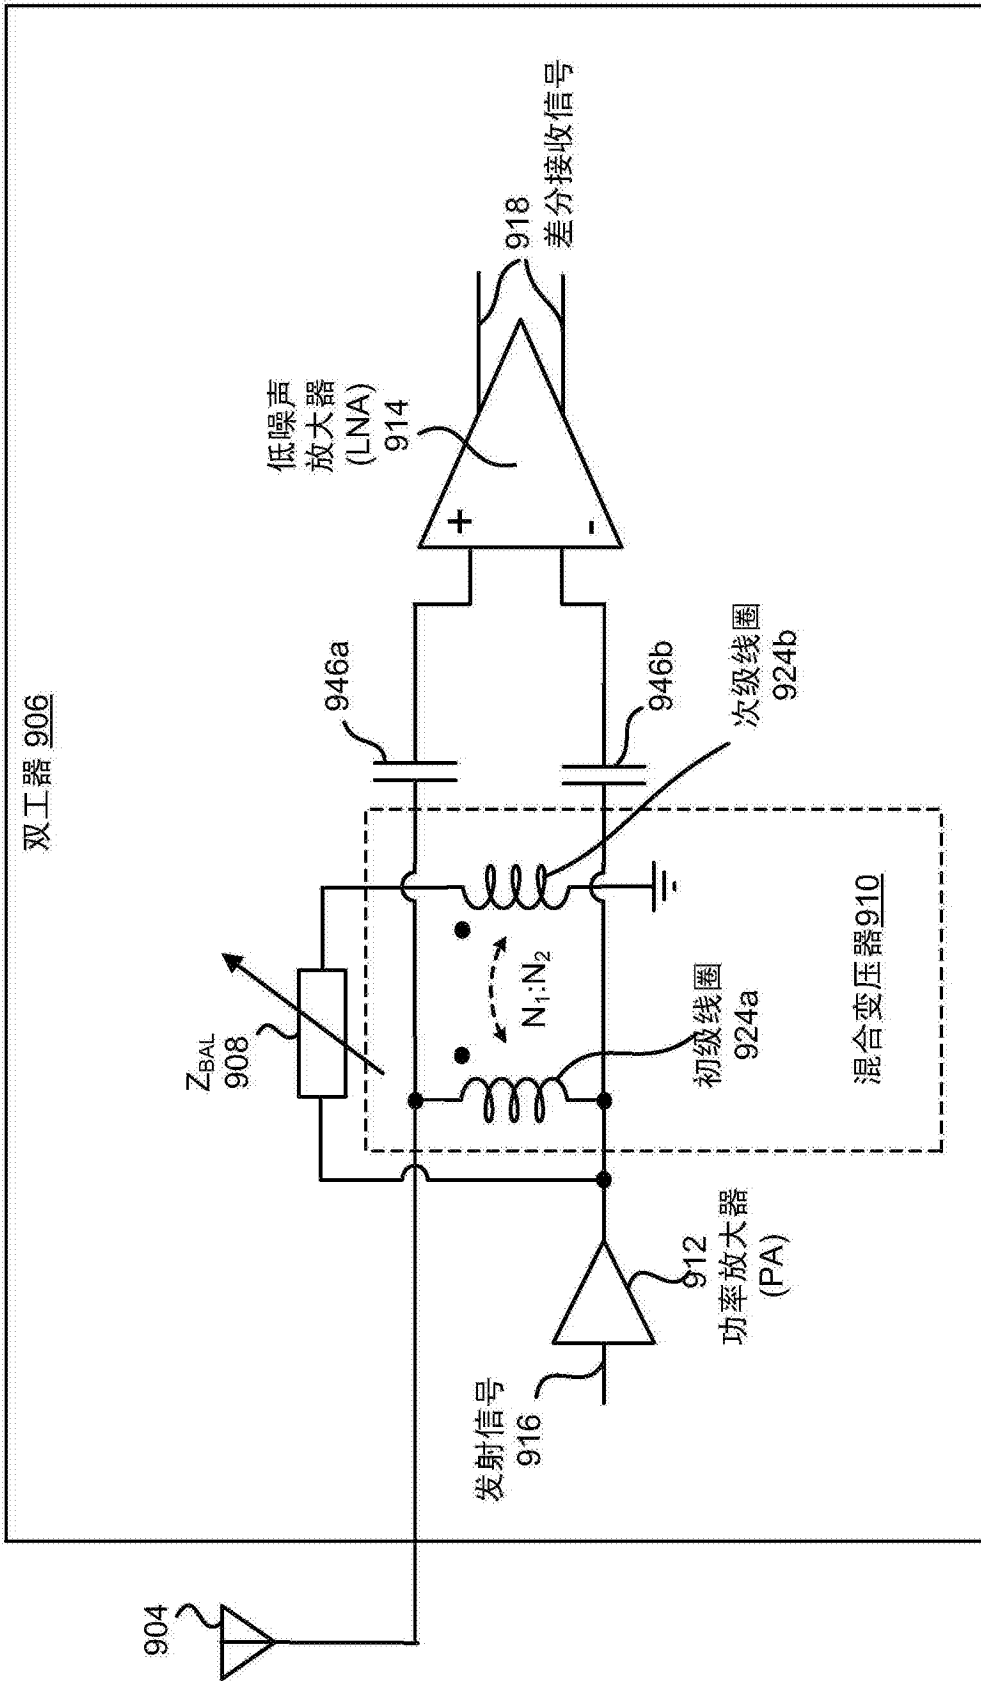 双工器 906
904
Z_BAL
908
946a
低噪声
放大器
(LNA)
914
918
差分接收信号
+
-
N₁:N₂
946b
次级线圈
924b
初级线圈
924a
混合变压器910
发射信号
916
912
功率放大器
(PA)